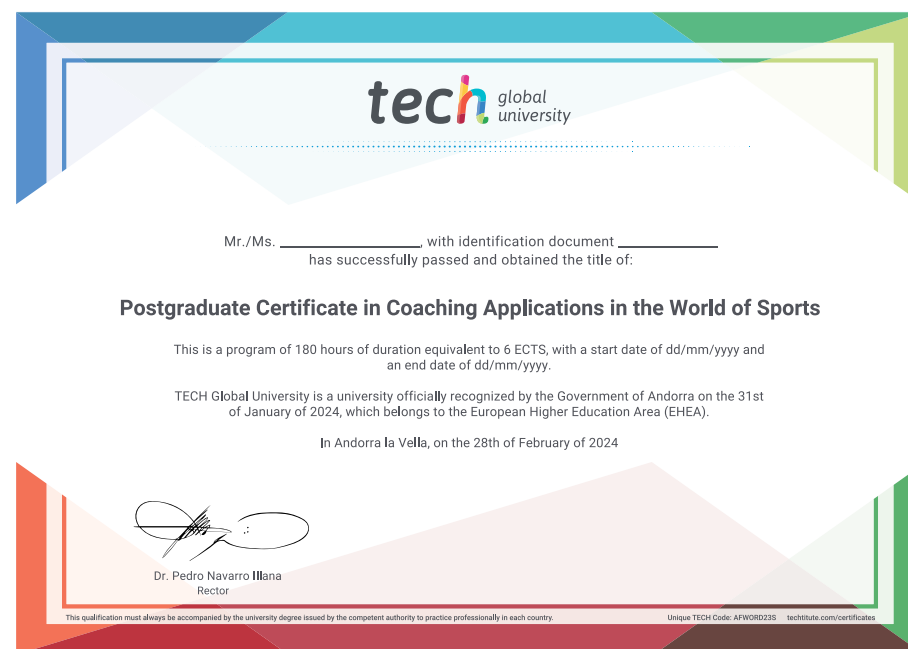 tech global university
Mr./Ms. ____________________, with identification document ______________
has successfully passed and obtained the title of:
Postgraduate Certificate in Coaching Applications in the World of Sports
This is a program of 180 hours of duration equivalent to 6 ECTS, with a start date of dd/mm/yyyy and
an end date of dd/mm/yyyy.
TECH Global University is a university officially recognized by the Government of Andorra on the 31st
of January of 2024, which belongs to the European Higher Education Area (EHEA).
In Andorra la Vella, on the 28th of February of 2024
Dr. Pedro Navarro Illana
Rector
This qualification must always be accompanied by the university degree issued by the competent authority to practice professionally in each country.
Unique TECH Code: AFWORD23S techtitute.com/certificates